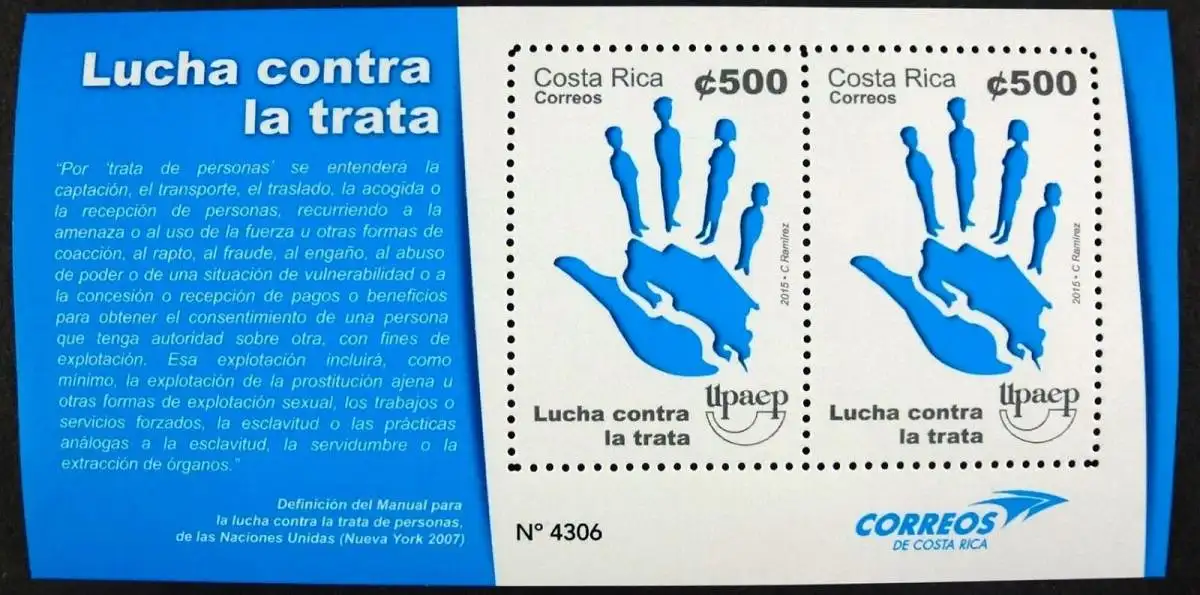 Lucha contra
la trata
"Por 'trata de personas' se entenderá la
captación, el transporte, el traslado, la acogida o
la recepción de personas, recurriendo a la
amenaza o al uso de la fuerza u otras formas de
coacción, al rapto, al fraude, al engaño, al abuso
de poder o de una situación de vulnerabilidad o a
la concesión o recepción de pagos o beneficios
para obtener el consentimiento de una persona
que tenga autoridad sobre otra, con fines de
explotación. Esa explotación incluirá, como
mínimo, la explotación de la prostitución ajena u
otras formas de explotación sexual, los trabajos o
servicios forzados, la esclavitud o las prácticas
análogas a la esclavitud, la servidumbre o la
extracción de órganos."
Definición del Manual para
la lucha contra la trata de personas,
de las Naciones Unidas (Nueva York 2007)
Costa Rica ₡500
Correos
2015 • C Ramírez
upaep
Lucha contra
la trata
Costa Rica ₡500
Correos
2015 • C Ramírez
upaep
Lucha contra
la trata
N° 4306
CORREOS
DE COSTA RICA